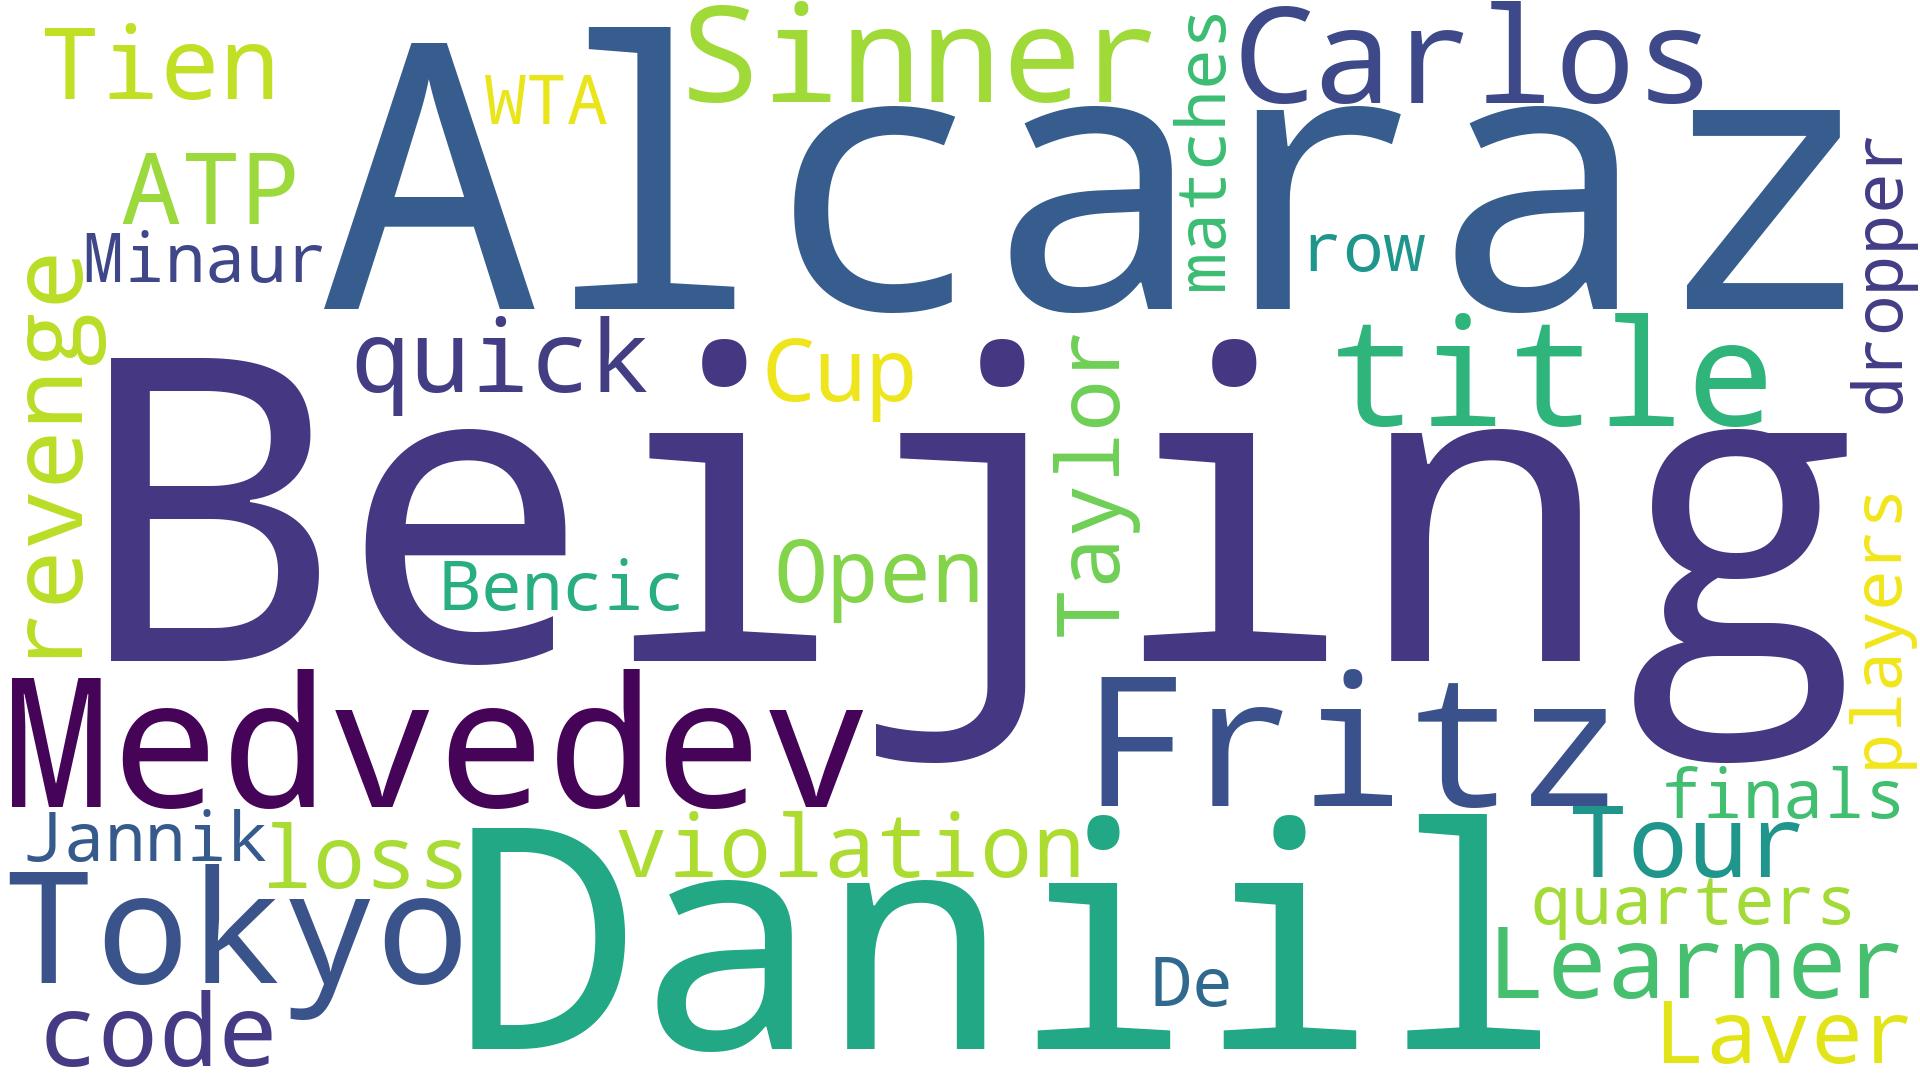 Tien
Alcaraz
WTA
Sinner
matches
Carlos
ATP
Minaur
row
dropper
revenge
quick
Cup
Taylor
title
Beijing
Bencic
Open
players
Medvedev
Fritz
finals
Jannik
loss
violation
Tour
Tokyo
Daniil
quarters
De
Learner
code
Laver